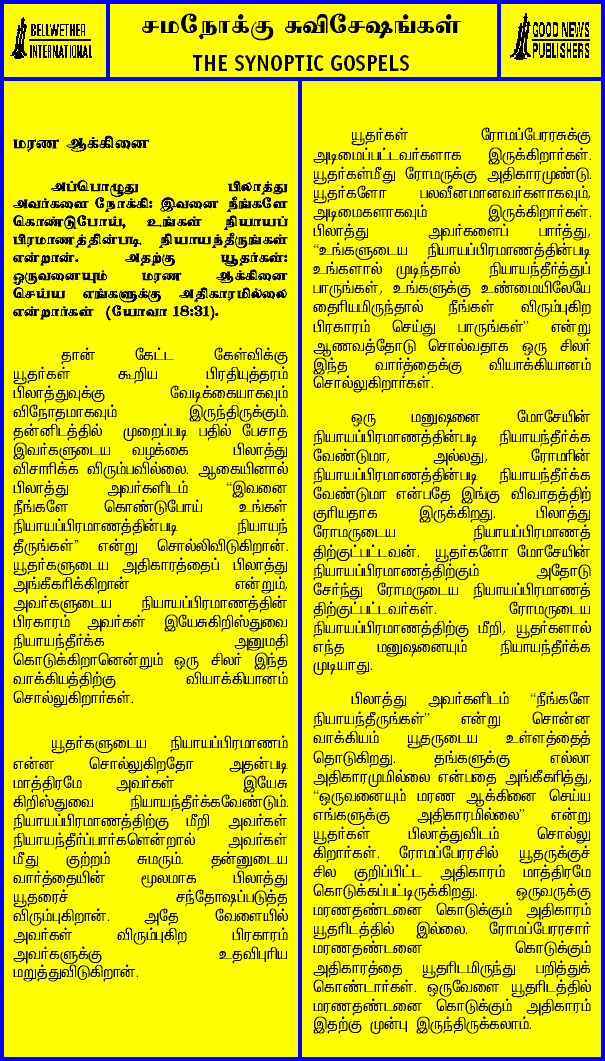 BELLWETHER
INTERNATIONAL
சமநோக்கு சுவிசேஷங்கள்
THE SYNOPTIC GOSPELS
GOOD NEWS
PUBLISHERS
மரண ஆக்கினை
அப்பொழுது பிலாத்து
அவர்களை நோக்கி: இவனை நீங்களே
கொண்டுபோய், உங்கள் நியாயப்
பிரமாணத்தின்படி நியாயந்தீருங்கள்
என்றான். அதற்கு யூதர்கள்:
ஒருவனையும் மரண ஆக்கினை
செய்ய எங்களுக்கு அதிகாரமில்லை
என்றார்கள் (யோவா 18:31).
தான் கேட்ட கேள்விக்கு
யூதர்கள் கூறிய பிரதியுத்தரம்
பிலாத்துவுக்கு வேடிக்கையாகவும்
விநோதமாகவும் இருந்திருக்கும்.
தன்னிடத்தில் முறைப்படி பதில் பேசாத
இவர்களுடைய வழக்கை பிலாத்து
விசாரிக்க விரும்பவில்லை. ஆகையினால்
பிலாத்து அவர்களிடம் “இவனை
நீங்களே கொண்டுபோய் உங்கள்
நியாயப்பிரமாணத்தின்படி நியாயந்
தீருங்கள்” என்று சொல்லிவிடுகிறான்.
யூதர்களுடைய அதிகாரத்தைப் பிலாத்து
அங்கீகரிக்கிறான் என்றும்,
அவர்களுடைய நியாயப்பிரமாணத்தின்
பிரகாரம் அவர்கள் இயேசுகிறிஸ்துவை
நியாயந்தீர்க்க அனுமதி
கொடுக்கிறானென்றும் ஒரு சிலர் இந்த
வாக்கியத்திற்கு வியாக்கியானம்
சொல்லுகிறார்கள்.
யூதர்களுடைய நியாயப்பிரமாணம்
என்ன சொல்லுகிறதோ அதன்படி
மாத்திரமே அவர்கள் இயேசு
கிறிஸ்துவை நியாயந்தீர்க்கவேண்டும்.
நியாயப்பிரமாணத்திற்கு மீறி அவர்கள்
நியாயந்தீர்ப்பார்களென்றால் அவர்கள்
மீது குற்றம் சுமரும். தன்னுடைய
வார்த்தையின் மூலமாக பிலாத்து
யூதரைச் சந்தோஷப்படுத்த
விரும்புகிறான். அதே வேளையில்
அவர்கள் விரும்புகிற பிரகாரம்
அவர்களுக்கு உதவிபுரிய
மறுத்துவிடுகிறான்.
யூதர்கள் ரோமப்பேரரசுக்கு
அடிமைப்பட்டவர்களாக இருக்கிறார்கள்.
யூதர்கள்மீது ரோமருக்கு அதிகாரமுண்டு.
யூதர்களோ பலவீனமானவர்களாகவும்,
அடிமைகளாகவும் இருக்கிறார்கள்.
பிலாத்து அவர்களைப் பார்த்து,
“உங்களுடைய நியாயப்பிரமாணத்தின்படி
உங்களால் முடிந்தால் நியாயந்தீர்த்துப்
பாருங்கள், உங்களுக்கு உண்மையிலேயே
தைரியமிருந்தால் நீங்கள் விரும்புகிற
பிரகாரம் செய்து பாருங்கள்” என்று
ஆணவத்தோடு சொல்வதாக ஒரு சிலர்
இந்த வார்த்தைக்கு வியாக்கியானம்
சொல்லுகிறார்கள்.
ஒரு மனுஷனை மோசேயின்
நியாயப்பிரமாணத்தின்படி நியாயந்தீர்க்க
வேண்டுமா, அல்லது, ரோமரின்
நியாயப்பிரமாணத்தின்படி நியாயந்தீர்க்க
வேண்டுமா என்பதே இங்கு விவாதத்திற்
குரியதாக இருக்கிறது. பிலாத்து
ரோமருடைய நியாயப்பிரமாணத்
திற்குட்பட்டவன். யூதர்களோ மோசேயின்
நியாயப்பிரமாணத்திற்கும் அதோடு
சேர்ந்து ரோமருடைய நியாயப்பிரமாணத்
திற்குட்பட்டவர்கள். ரோமருடைய
நியாயப்பிரமாணத்திற்கு மீறி, யூதர்களால்
எந்த மனுஷனையும் நியாயந்தீர்க்க
முடியாது.
பிலாத்து அவர்களிடம் “நீங்களே
நியாயந்தீருங்கள்” என்று சொன்ன
வாக்கியம் யூதருடைய உள்ளத்தைத்
தொடுகிறது. தங்களுக்கு எல்லா
அதிகாரமுமில்லை என்பதை அங்கீகரித்து,
“ஒருவனையும் மரண ஆக்கினை செய்ய
எங்களுக்கு அதிகாரமில்லை” என்று
யூதர்கள் பிலாத்துவிடம் சொல்லு
கிறார்கள். ரோமப்பேரரசில் யூதருக்குச்
சில குறிப்பிட்ட அதிகாரம் மாத்திரமே
கொடுக்கப்பட்டிருக்கிறது. ஒருவருக்கு
மரணதண்டனை கொடுக்கும் அதிகாரம்
யூதரிடத்தில் இல்லை. ரோமப்பேரசார்
மரணதண்டனை கொடுக்கும்
அதிகாரத்தை யூதரிடமிருந்து பறித்துக்
கொண்டார்கள். ஒருவேளை யூதரிடத்தில்
மரணதண்டனை கொடுக்கும் அதிகாரம்
இதற்கு முன்பு இருந்திருக்கலாம்.